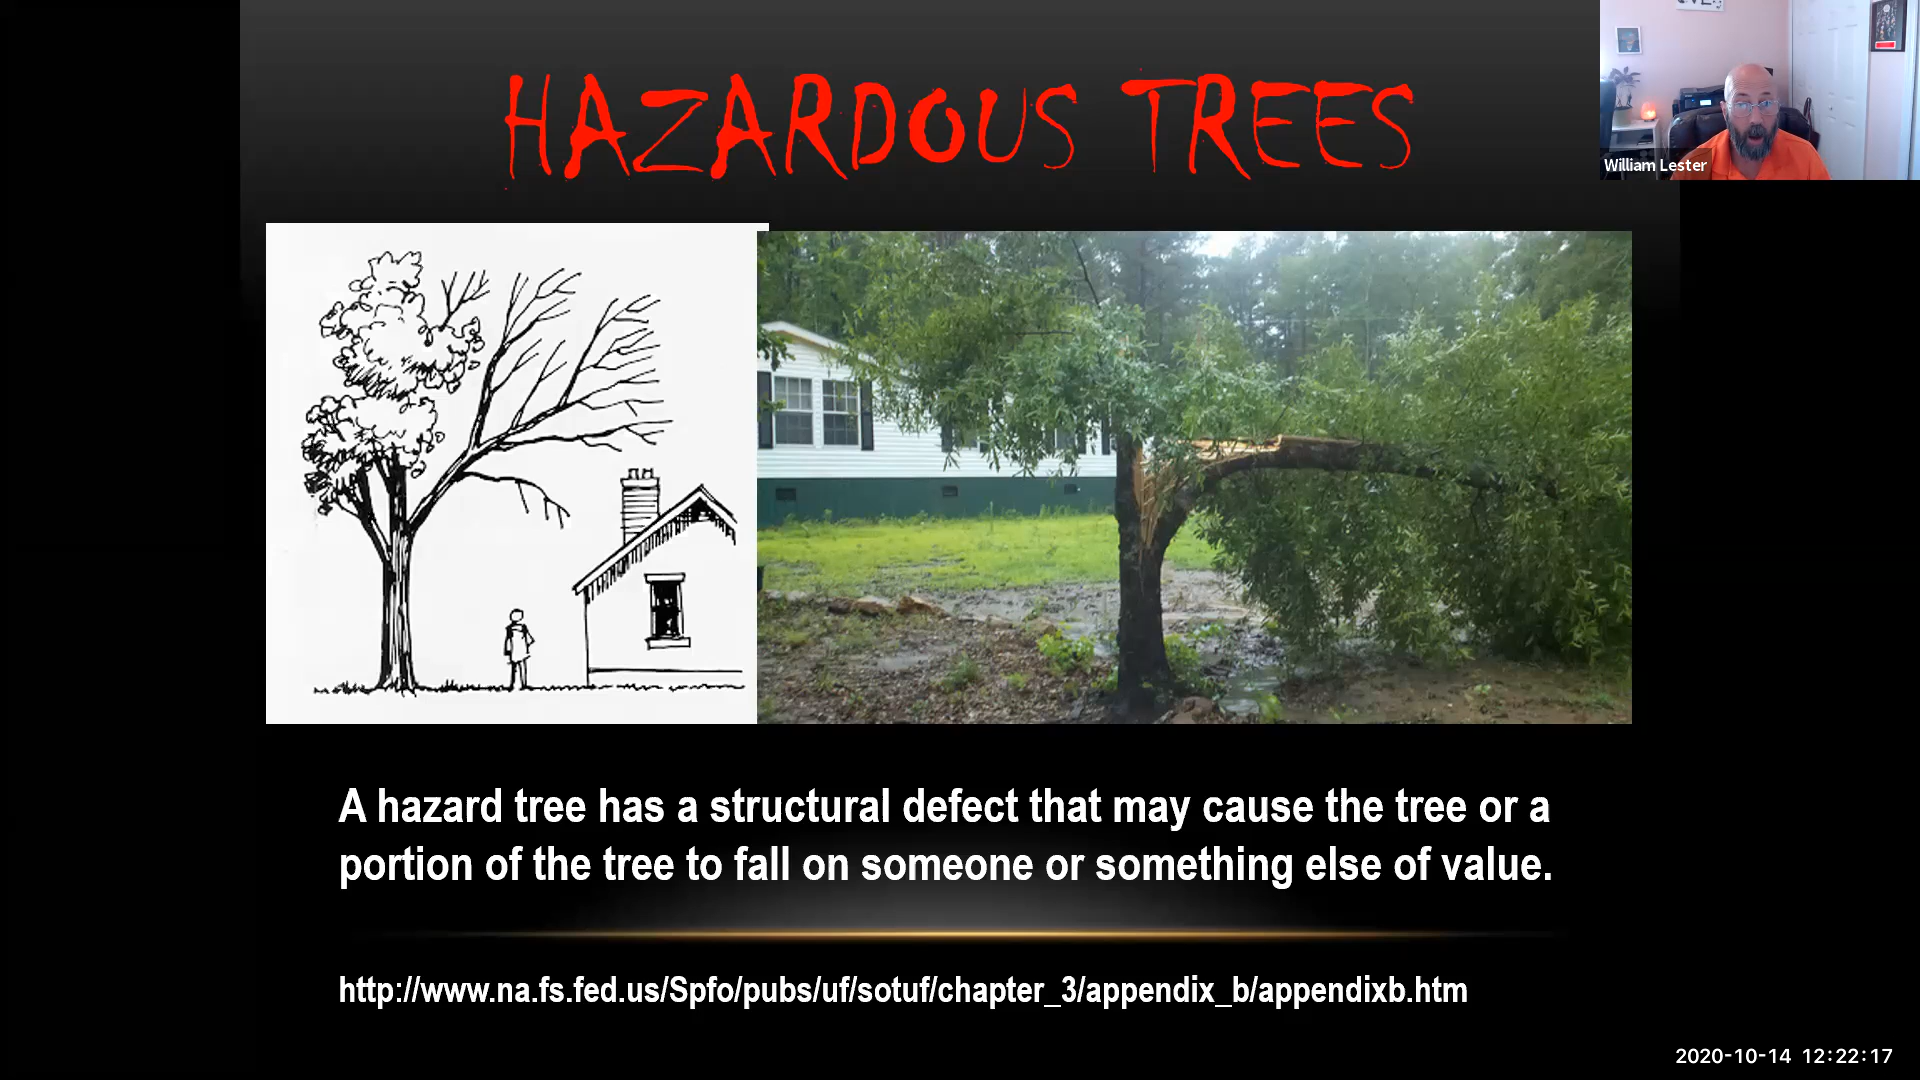 HAZARDOUS TREES
William Lester
A hazard tree has a structural defect that may cause the tree or a
portion of the tree to fall on someone or something else of value.
http://www.na.fs.fed.us/Spfo/pubs/uf/sotuf/chapter_3/appendix_b/appendixb.htm
2020-10-14 12:22:17